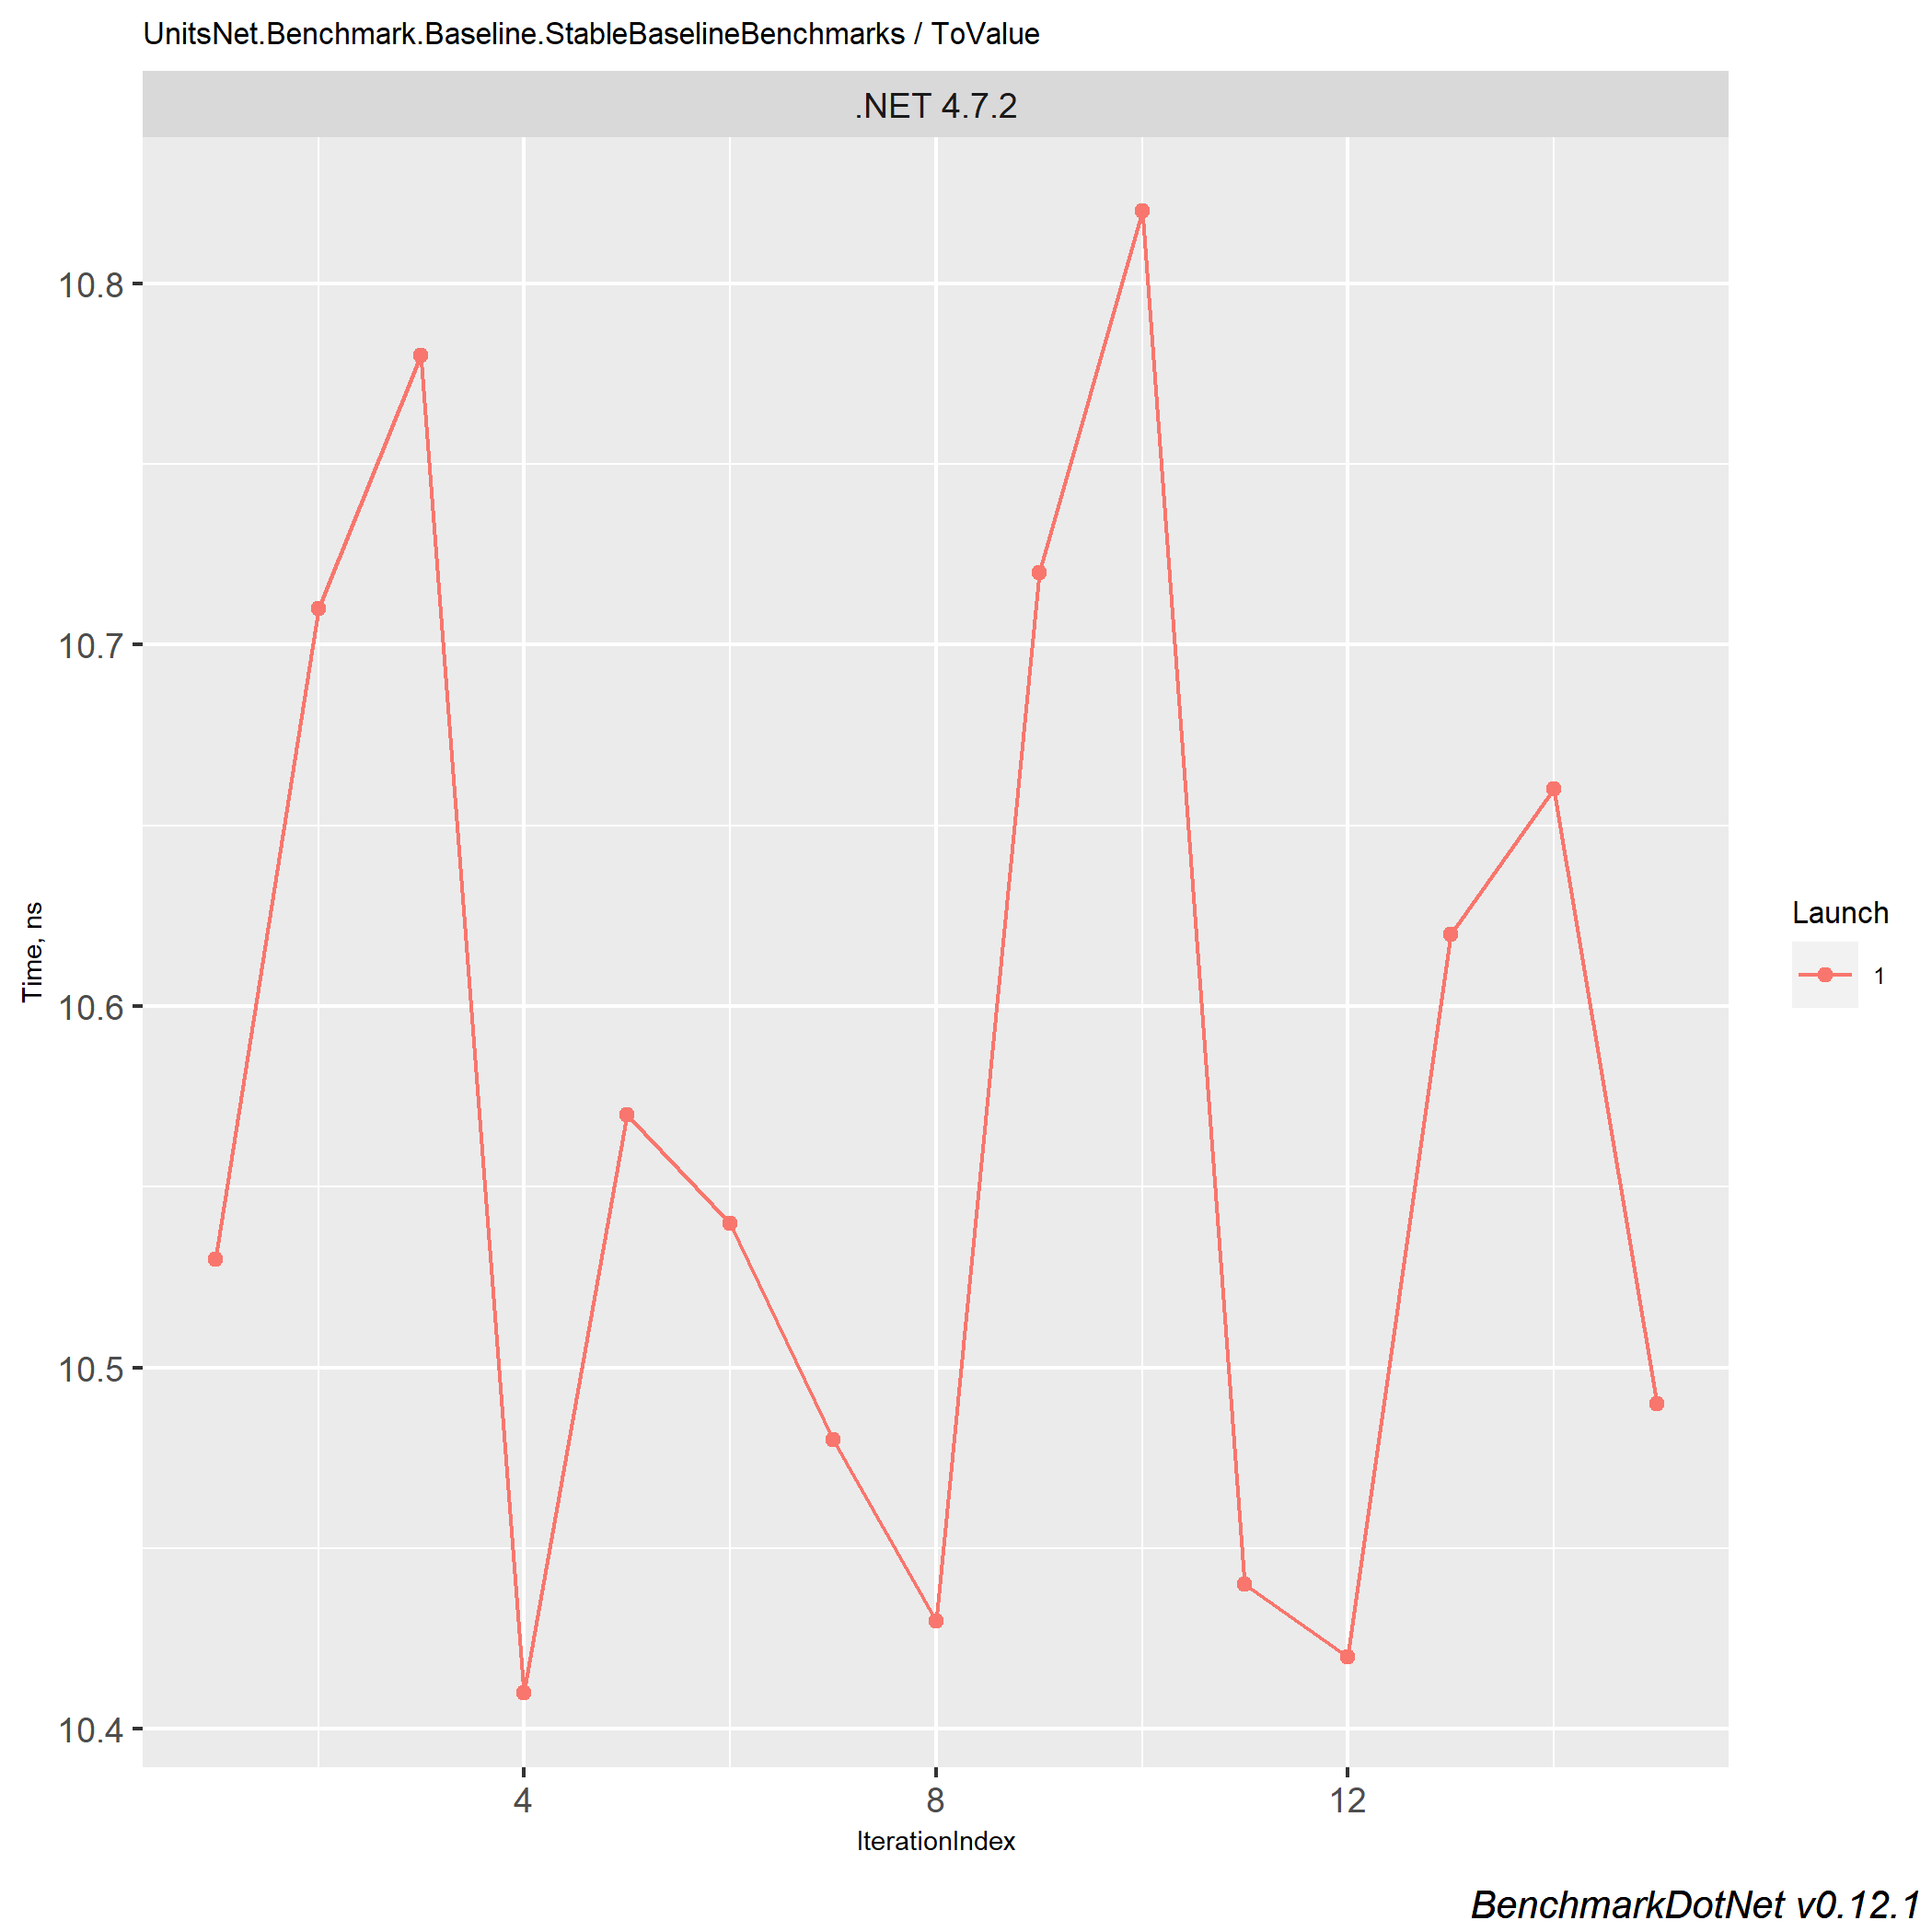 UnitsNet.Benchmark.Baseline.StableBaselineBenchmarks / ToValue
.NET 4.7.2
10.8
10.7
10.6
10.5
10.4
Time, ns
4
8
12
IterationIndex
Launch
1
BenchmarkDotNet v0.12.1